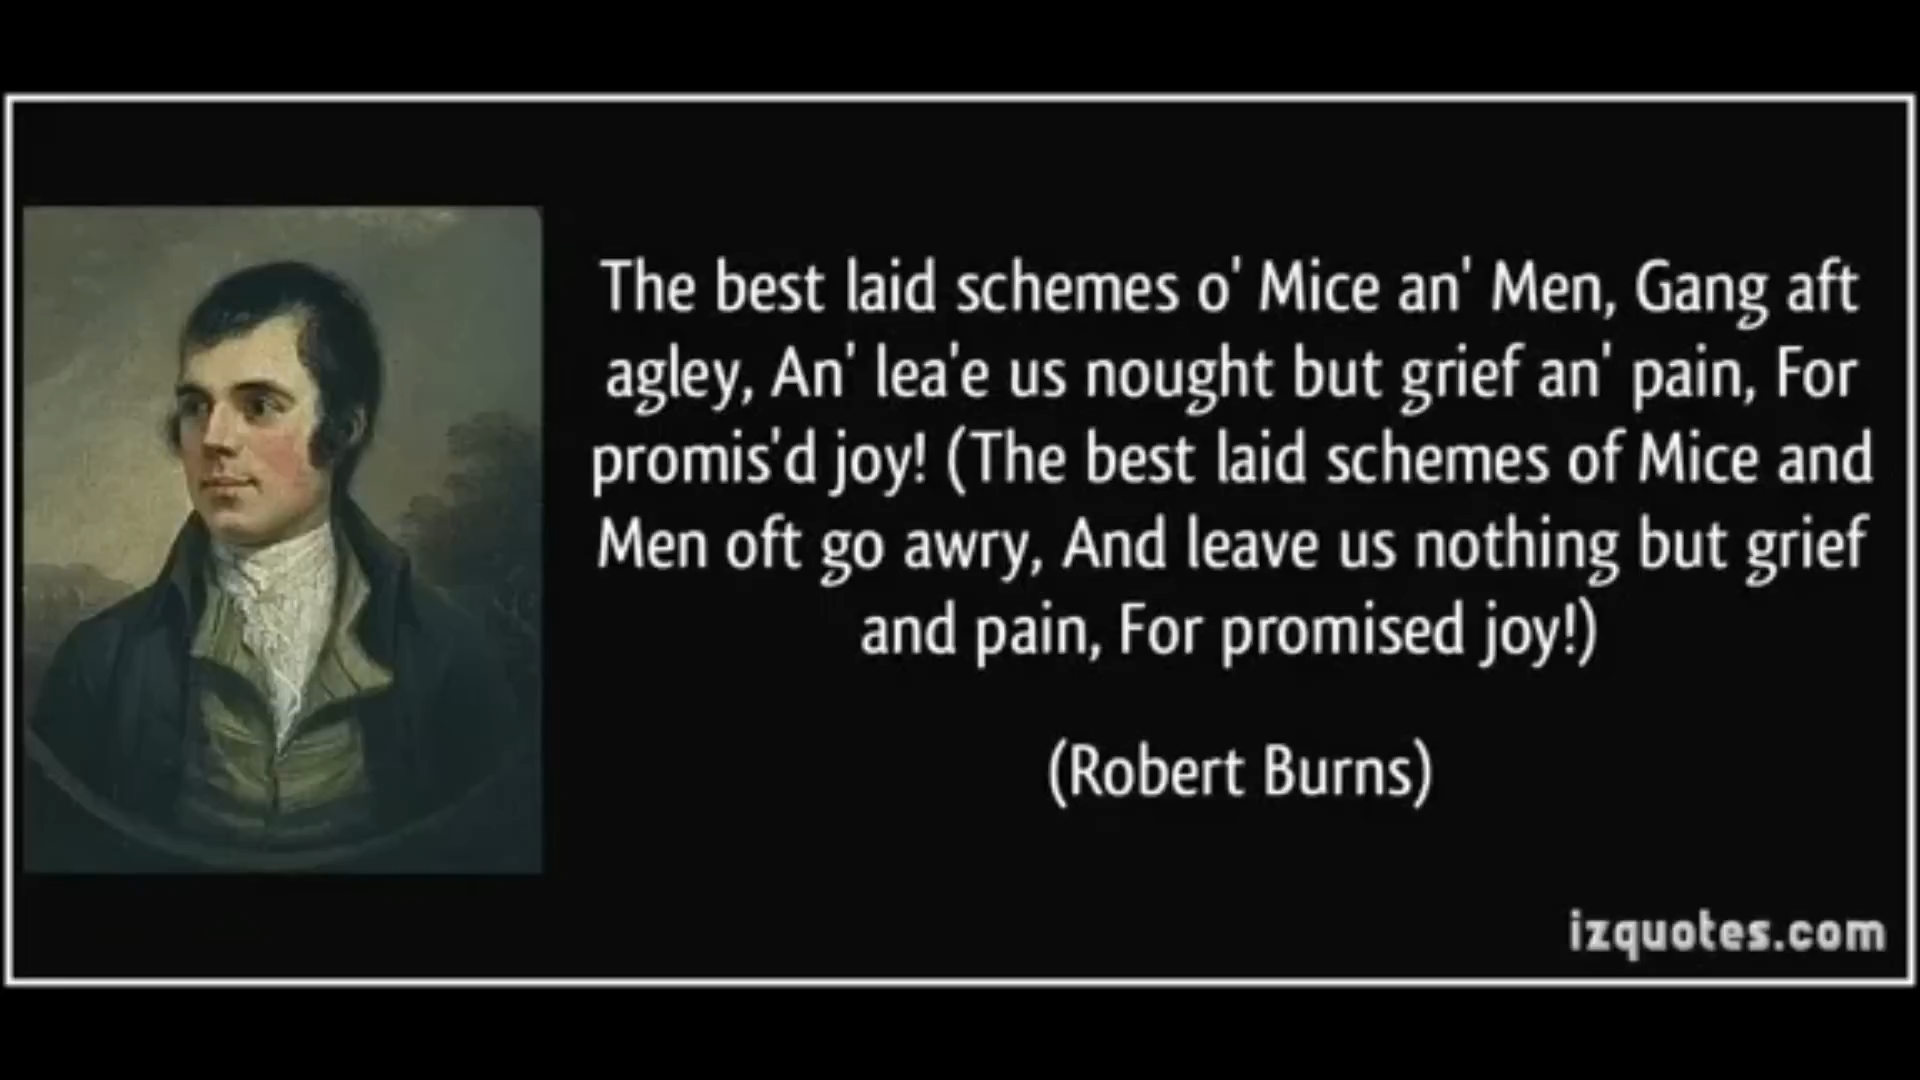 The best laid schemes o' Mice an' Men, Gang aft
agley, An' lea'e us nought but grief an' pain, For
promis'd joy! (The best laid schemes of Mice and
Men oft go awry, And leave us nothing but grief
and pain, For promised joy!)
(Robert Burns)
izquotes.com